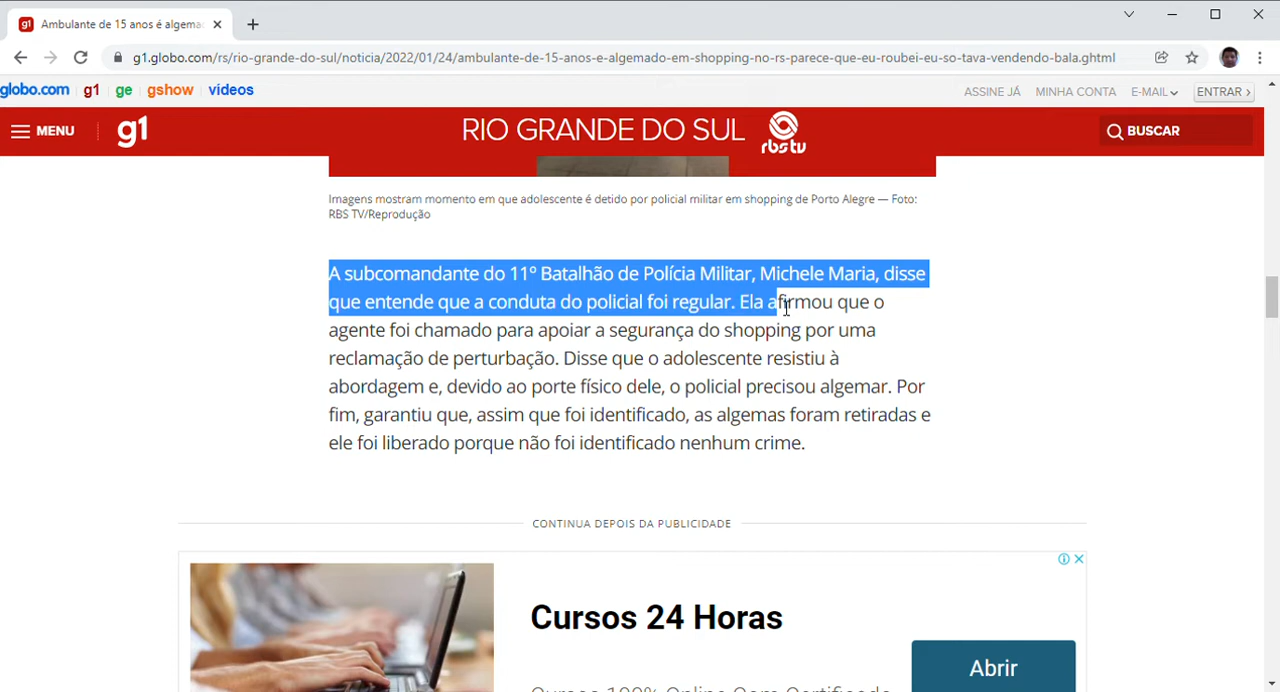 g1 Ambulante de 15 anos é algema
g1.globo.com/rs/rio-grande-do-sul/noticia/2022/01/24/ambulante-de-15-anos-e-algemado-em-shopping-no-rs-parece-que-eu-roubei-eu-so-tava-vendendo-bala.ghtml
globo.com g1 ge gshow videos ASSINE JÁ MINHA CONTA E-MAIL ENTRAR
MENU g1 RIO GRANDE DO SUL rbs tv BUSCAR
Imagens mostram momento em que adolescente é detido por policial militar em shopping de Porto Alegre — Foto:
RBS TV/Reprodução
A subcomandante do 11º Batalhão de Polícia Militar, Michele Maria, disse
que entende que a conduta do policial foi regular. Ela afirmou que o
agente foi chamado para apoiar a segurança do shopping por uma
reclamação de perturbação. Disse que o adolescente resistiu à
abordagem e, devido ao porte físico dele, o policial precisou algemar. Por
fim, garantiu que, assim que foi identificado, as algemas foram retiradas e
ele foi liberado porque não foi identificado nenhum crime.
CONTINUA DEPOIS DA PUBLICIDADE
Cursos 24 Horas
Abrir
Cursos 100% Online Com Certificado